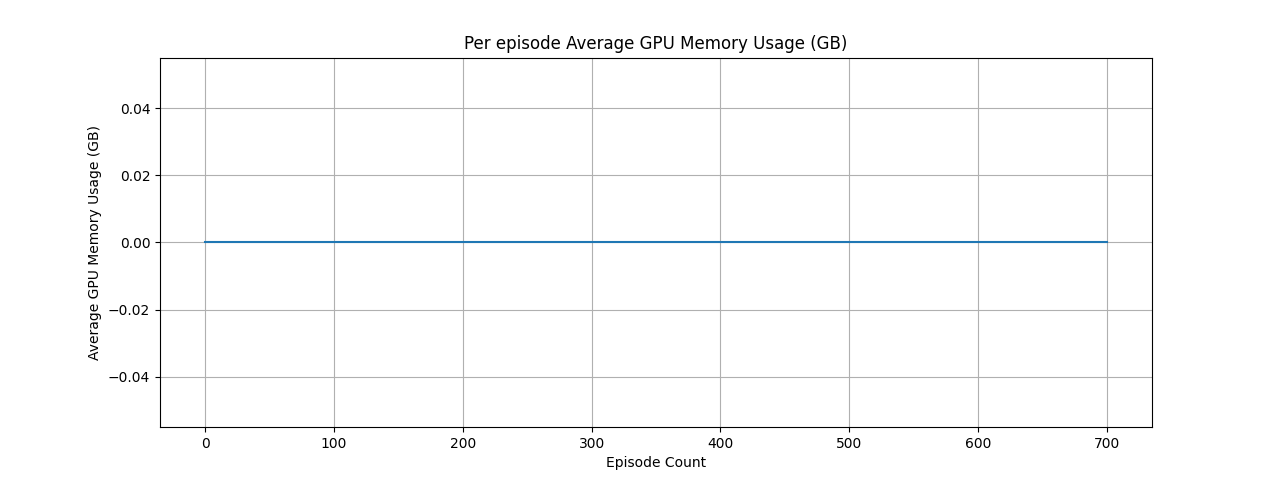 Per episode Average GPU Memory Usage (GB)
Average GPU Memory Usage (GB)
0.04
0.02
0.00
−0.02
−0.04
0 100 200 300 400 500 600 700
Episode Count